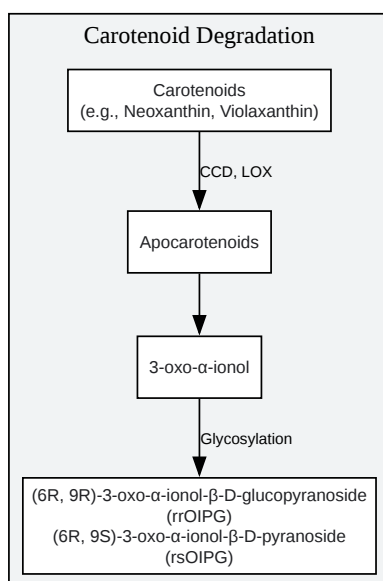 Carotenoid Degradation
Carotenoids
(e.g., Neoxanthin, Violaxanthin)
CCD, LOX
Apocarotenoids
3-oxo-α-ionol
Glycosylation
(6R, 9R)-3-oxo-α-ionol-β-D-glucopyranoside
(rrOIPG)
(6R, 9S)-3-oxo-α-ionol-β-D-pyranoside
(rsOIPG)